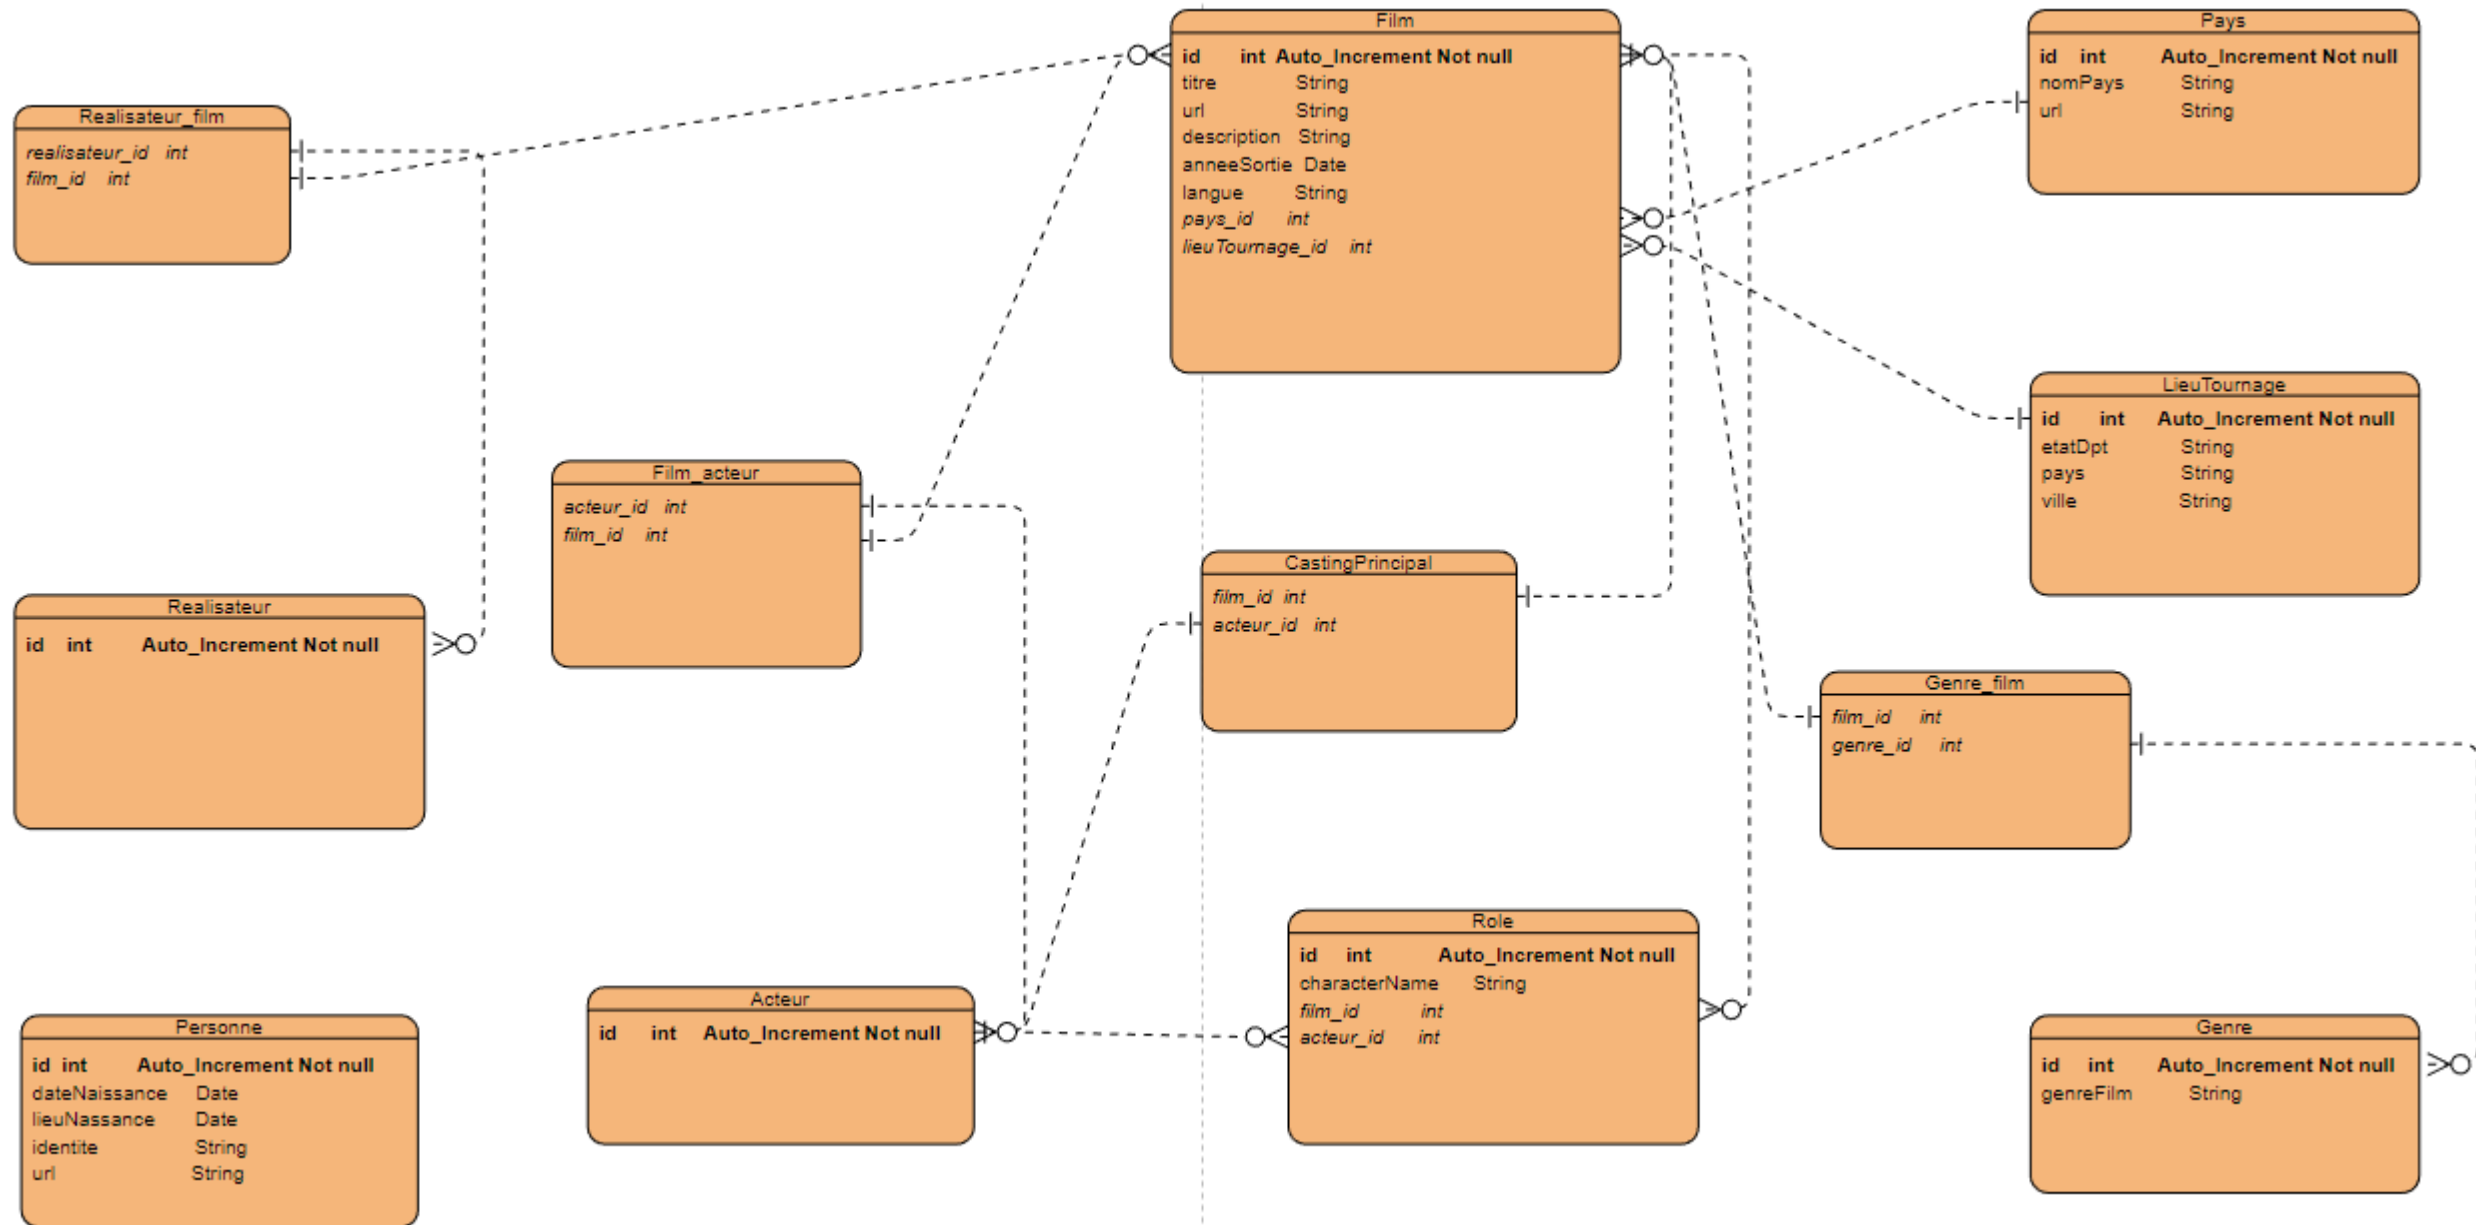 Film
id int Auto_Increment Not null
titre String
url String
description String
anneeSortie Date
langue String
pays_id int
lieuTournage_id int
Pays
id int Auto_Increment Not null
nomPays String
url String
Realisateur_film
realisateur_id int
film_id int
LieuTournage
id int Auto_Increment Not null
etatDpt String
pays String
ville String
Film_acteur
acteur_id int
film_id int
CastingPrincipal
film_id int
acteur_id int
Realisateur
id int Auto_Increment Not null
Genre_film
film_id int
genre_id int
Role
id int Auto_Increment Not null
characterName String
film_id int
acteur_id int
Acteur
id int Auto_Increment Not null
Personne
id int Auto_Increment Not null
dateNaissance Date
lieuNassance Date
identite String
url String
Genre
id int Auto_Increment Not null
genreFilm String